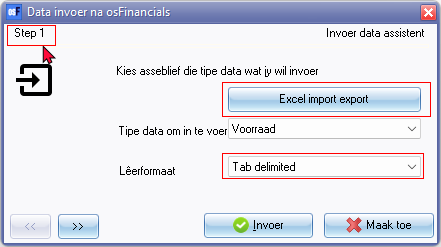 Data invoer na osFinancials
Step 1
Invoer data assistent
Kies asseblief die tipe data wat jy wil invoer
Excel import export
Tipe data om in te voer Voorraad
Lêerformaat Tab delimited
<< >> Invoer Maak toe